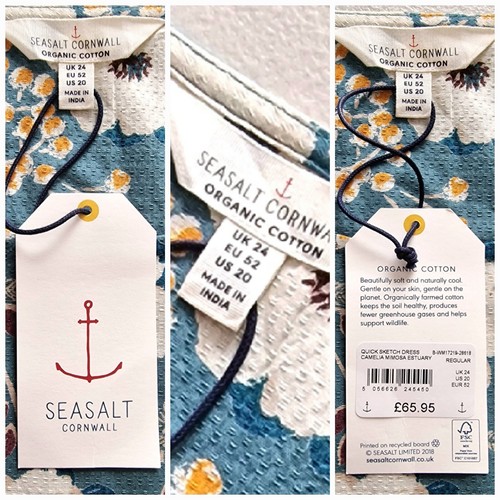 SEASALT CORNWALL
ORGANIC COTTON
UK 24
EU 52
US 20
MADE IN
INDIA
SEASALT
CORNWALL
SEASALT CORNWALL
ORGANIC COTTON
UK 24
EU 52
US 20
MADE IN
INDIA
SEASALT CORNWALL
ORGANIC COTTON
UK 24
EU 52
US 20
MADE IN
INDIA
ORGANIC COTTON
Beautifully soft and naturally cool.
Gentle on your skin, gentle on the
planet. Organically farmed cotton
keeps the soil healthy, produces
fewer greenhouse gases and helps
support wildlife.
QUICK SKETCH DRESS
CAMELIA MIMOSA ESTUARY
REGULAR
UK 24
US 20
EUR 52
£65.95
Printed on recycled board
© SEASALT LIMITED 2018
seasaltcornwall.co.uk
FSC